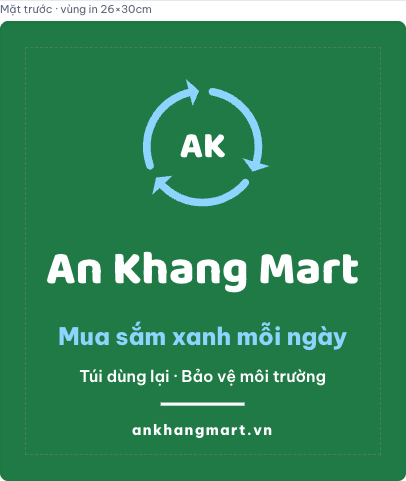 Mặt trước · vùng in 26×30cm
AK
An Khang Mart
Mua sắm xanh mỗi ngày
Túi dùng lại · Bảo vệ môi trường
ankhangmart.vn